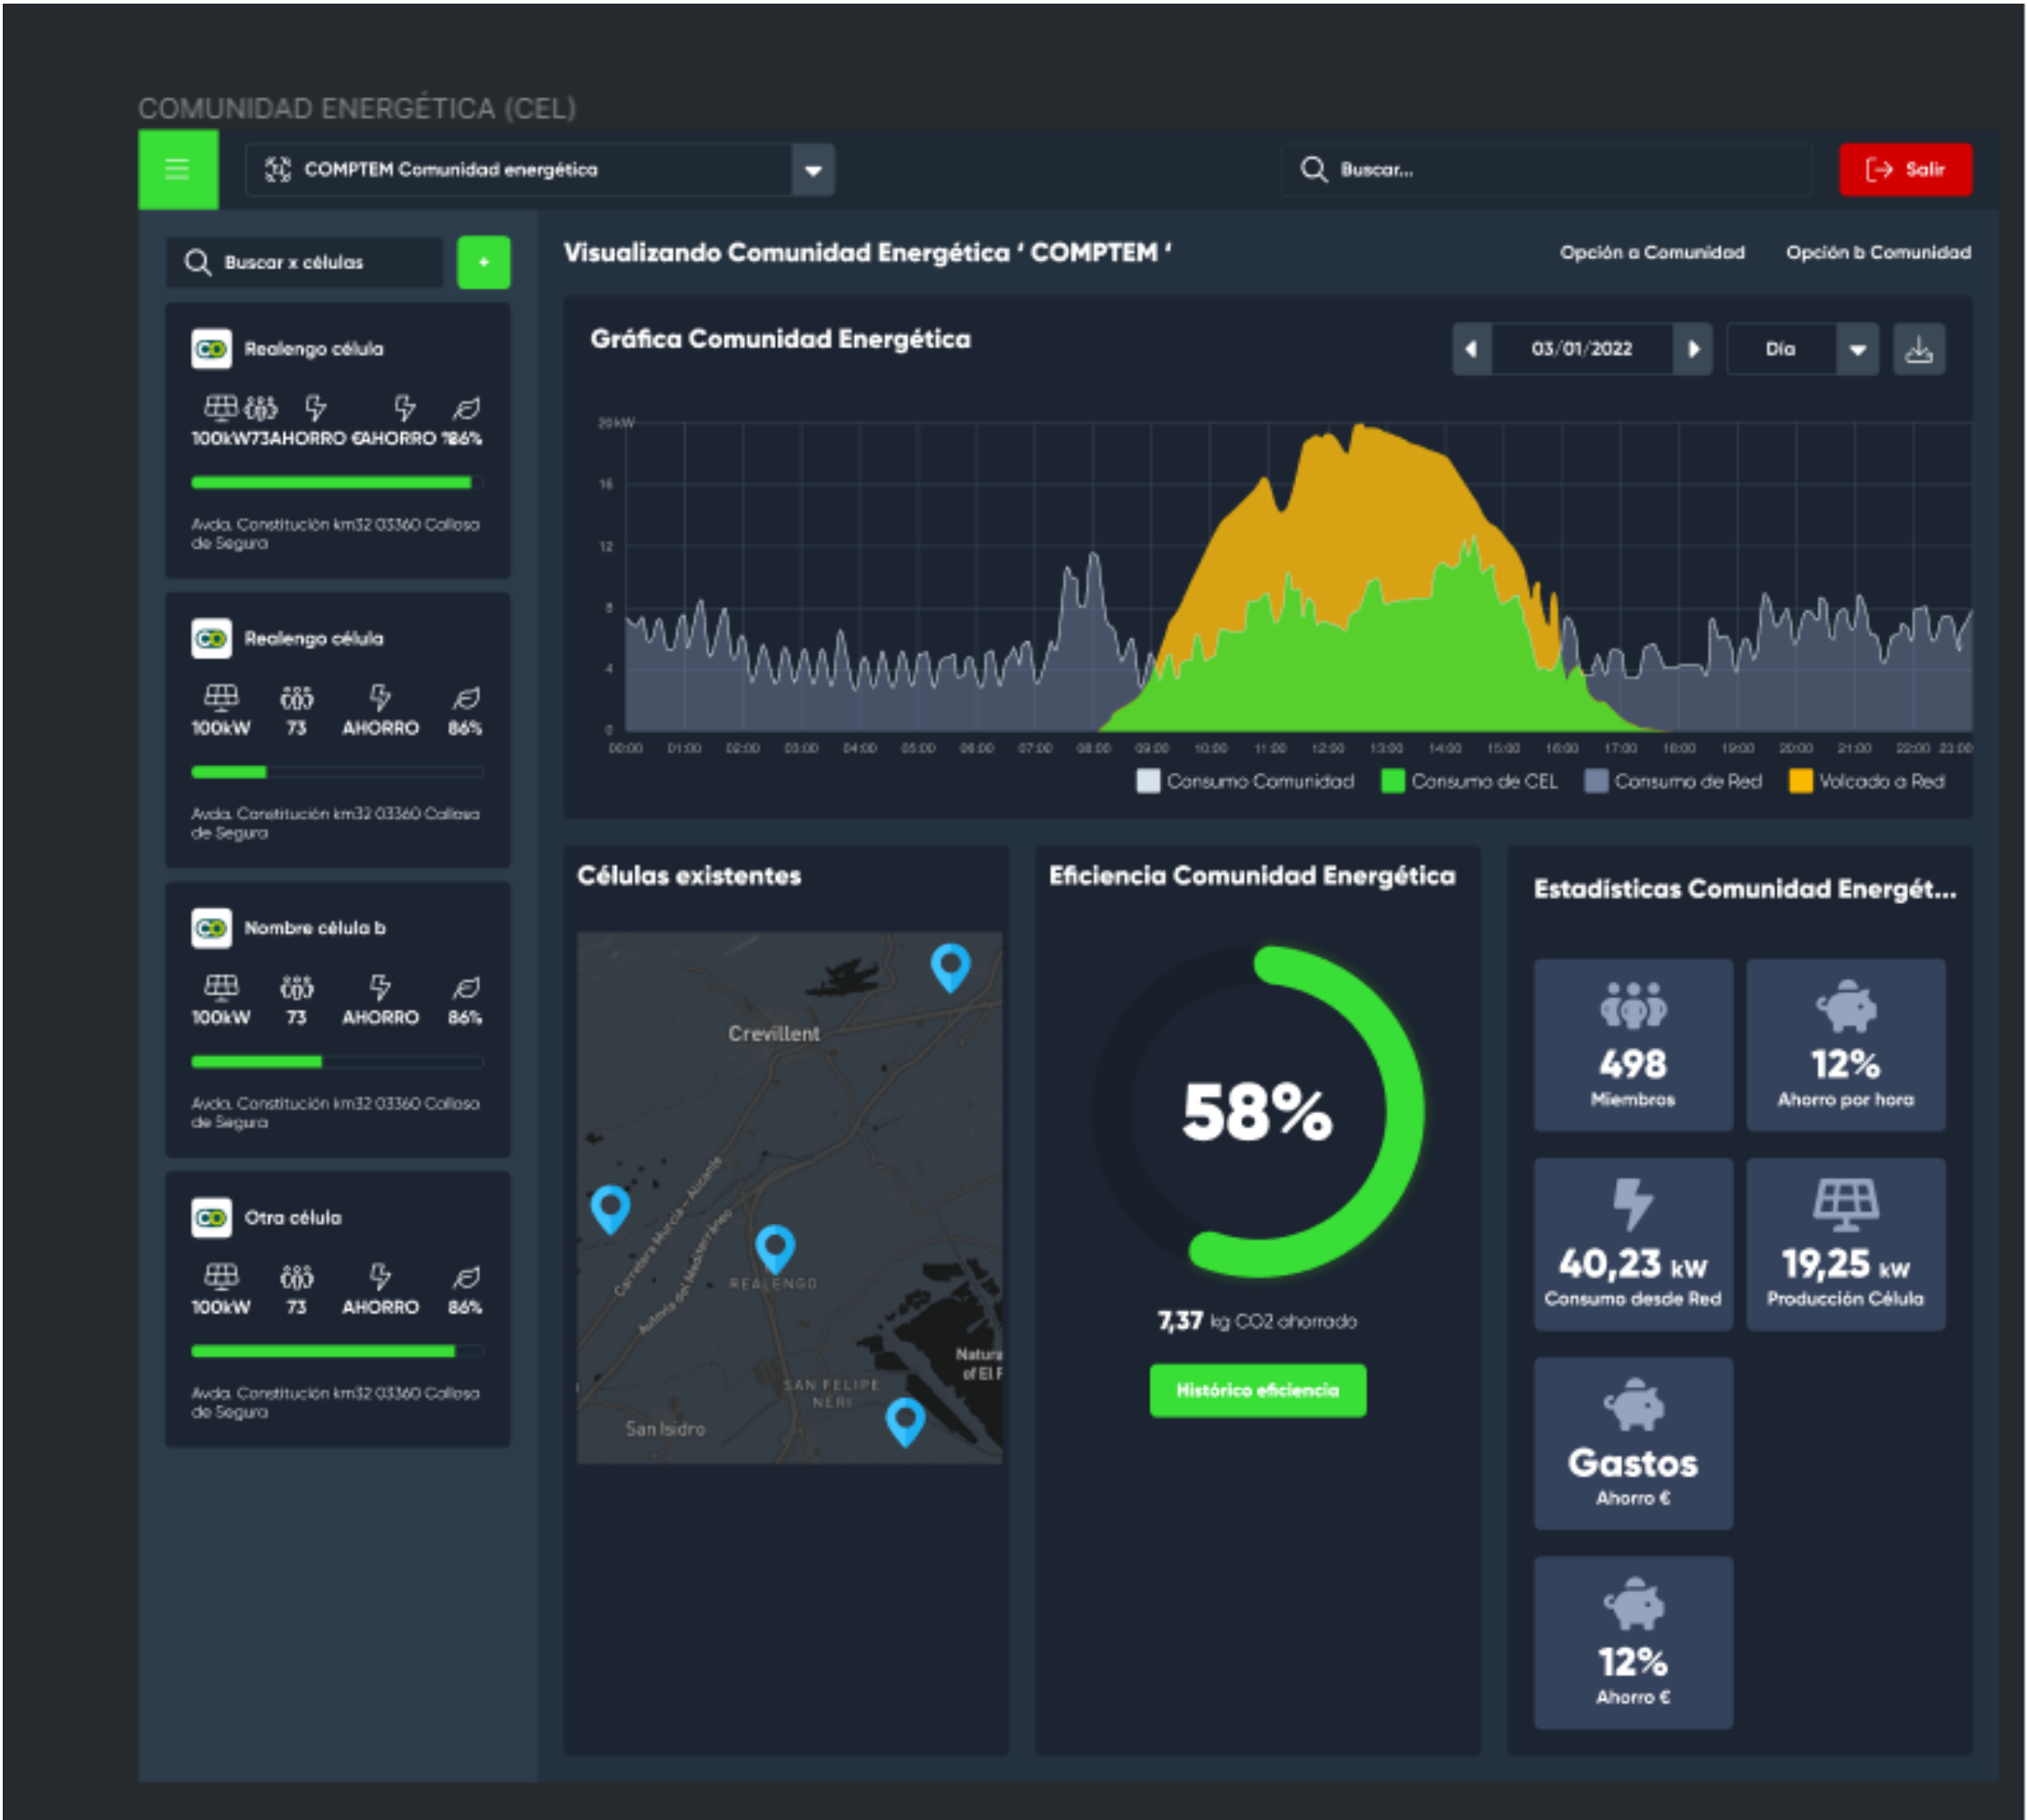 COMUNIDAD ENERGÉTICA (CEL)
COMPTEM Comunidad energética
Buscar...
Salir
Buscar x células
+
Realengo célula
100kW73AHORRO €AHORRO 86%
Avda. Constitución km32 03360 Callosa
de Segura
Realengo célula
100kW 73 AHORRO 86%
Avda. Constitución km32 03360 Callosa
de Segura
Nombre célula b
100kW 73 AHORRO 86%
Avda. Constitución km32 03360 Callosa
de Segura
Otra célula
100kW 73 AHORRO 86%
Avda. Constitución km32 03360 Callosa
de Segura
Visualizando Comunidad Energética ‘ COMPTEM ‘
Opción a Comunidad Opción b Comunidad
Gráfica Comunidad Energética
03/01/2022
Día
20kW
16
12
8
4
0
00:00 01:00 02:00 03:00 04:00 05:00 06:00 07:00 08:00 09:00 10:00 11:00 12:00 13:00 14:00 15:00 16:00 17:00 18:00 19:00 20:00 21:00 22:00 23:00
Consumo Comunidad Consumo de CEL Consumo de Red Volcado a Red
Células existentes
Crevillent
Carretera Murcia - Alicante
Autovía del Mediterráneo
REALENGO
Natura
of El F
SAN FELIPE
NERI
San Isidro
Eficiencia Comunidad Energética
58%
7,37 kg CO2 ahorrado
Histórico eficiencia
Estadísticas Comunidad Energét...
498
Miembros
12%
Ahorro por hora
40,23 kW
Consumo desde Red
19,25 kW
Producción Célula
Gastos
Ahorro €
12%
Ahorro €